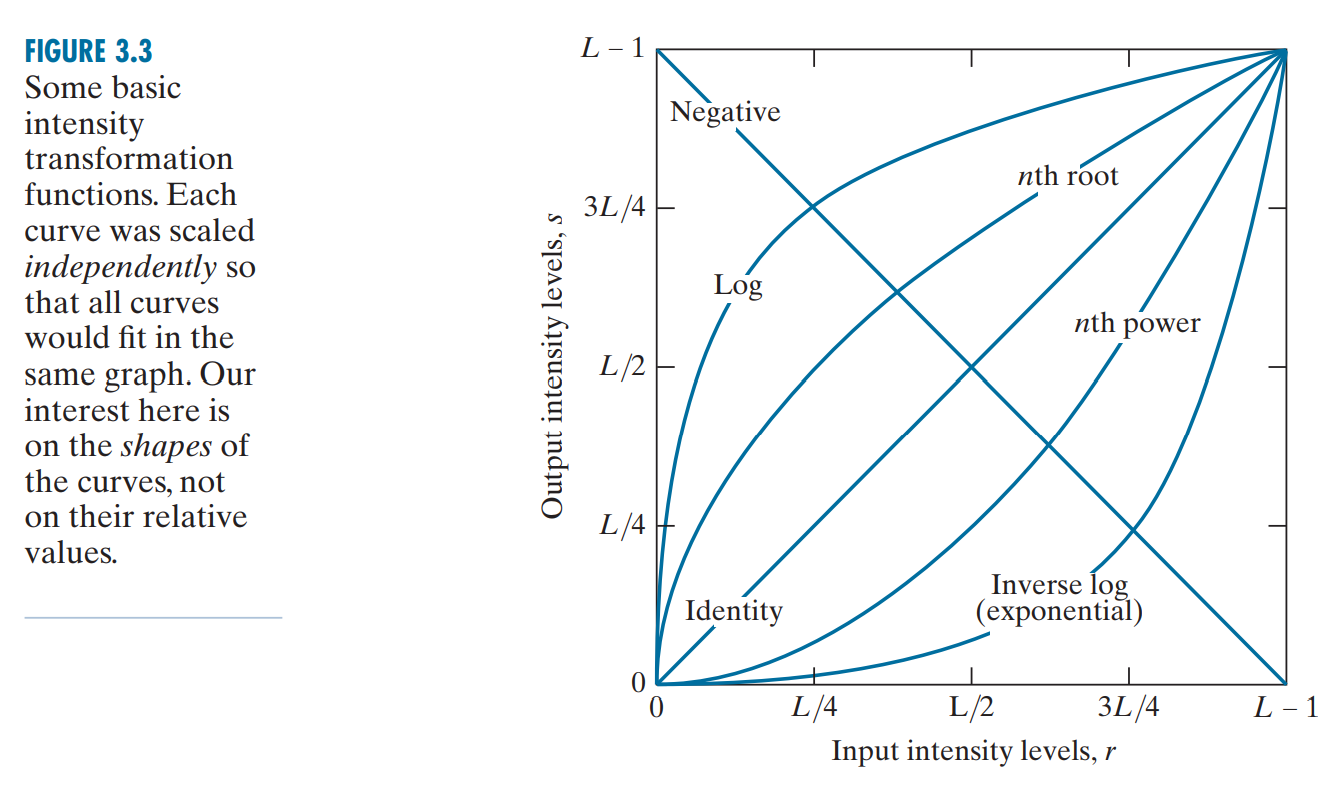 FIGURE 3.3
Some basic
intensity
transformation
functions. Each
curve was scaled
independently so
that all curves
would fit in the
same graph. Our
interest here is
on the shapes of
the curves, not
on their relative
values.
L – 1
Negative
nth root
3L/4
Log
nth power
L/2
Output intensity levels, s
L/4
Inverse log
(exponential)
Identity
0
0 L/4 L/2 3L/4 L – 1
Input intensity levels, r